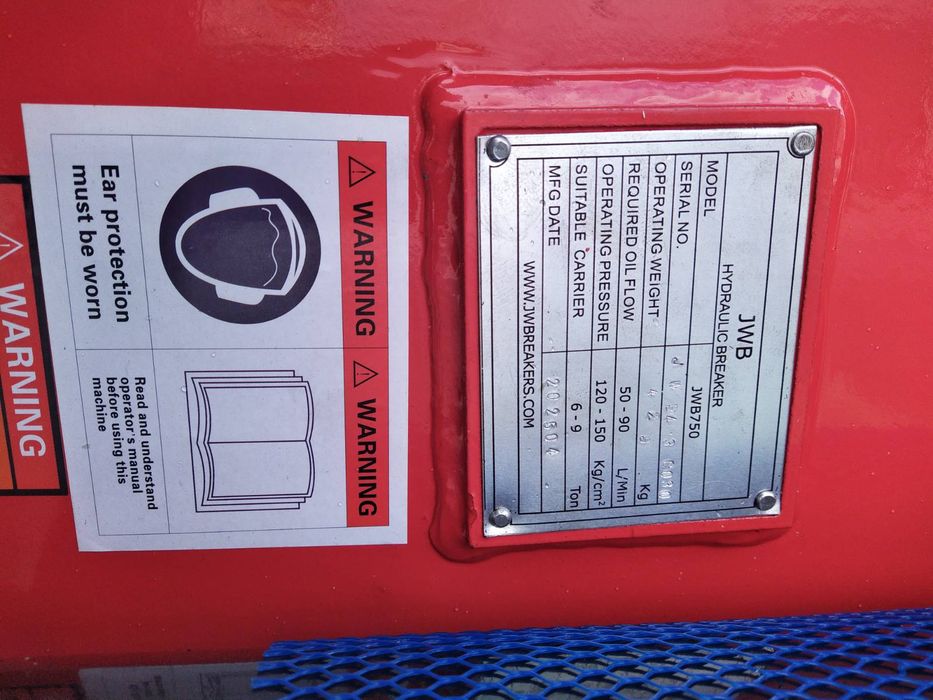 JWB
HYDRAULIC BREAKER
MODEL JWB750
SERIAL NO.
OPERATING WEIGHT Kg
REQUIRED OIL FLOW 50 - 90 L/Min
OPERATING PRESSURE 120 - 150 Kg/cm²
SUITABLE CARRIER 6 - 9 Ton
MFG DATE 202504
WWW.JWBREAKERS.COM
WARNING
Ear protection
must be worn
WARNING
Read and understand
operator's manual
before using this
machine
WARNING